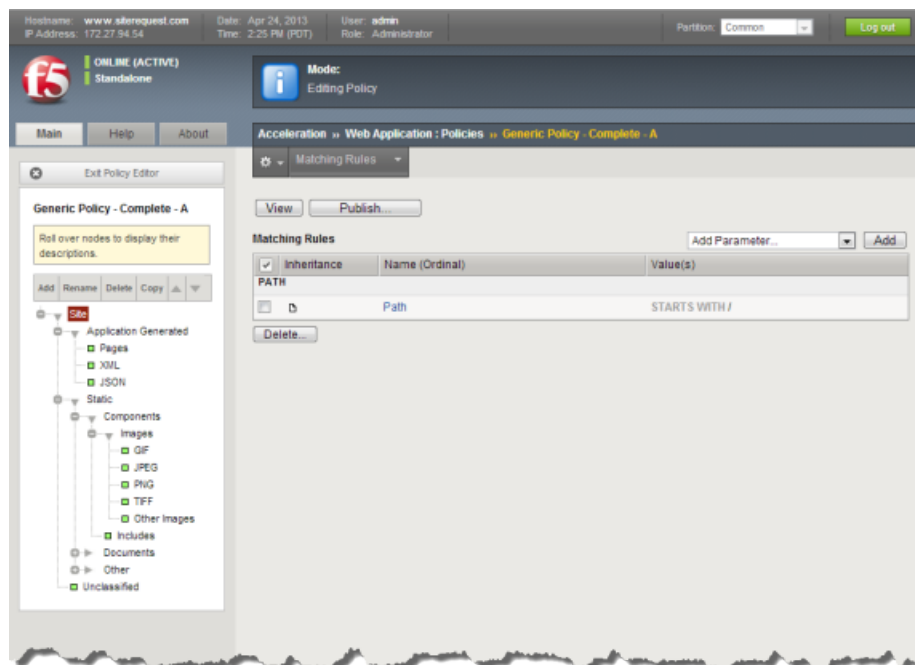 Hostname: www.siterequest.com Date: Apr 24, 2013 User: admin
IP Address: 172.27.94.54 Time: 2:25 PM (PDT) Role: Administrator
Partition: Common Log out
f5
ONLINE (ACTIVE)
Standalone
Mode:
Editing Policy
Main Help About
Acceleration ›› Web Application : Policies ›› Generic Policy - Complete - A
Matching Rules
Exit Policy Editor
Generic Policy - Complete - A
Roll over nodes to display their
descriptions.
Add Rename Delete Copy
Site
Application Generated
Pages
XML
JSON
Static
Components
Images
GIF
JPEG
PNG
TIFF
Other Images
Includes
Documents
Other
Unclassified
View Publish...
Matching Rules Add Parameter... Add
Inheritance Name (Ordinal) Value(s)
PATH
Path STARTS WITH /
Delete...